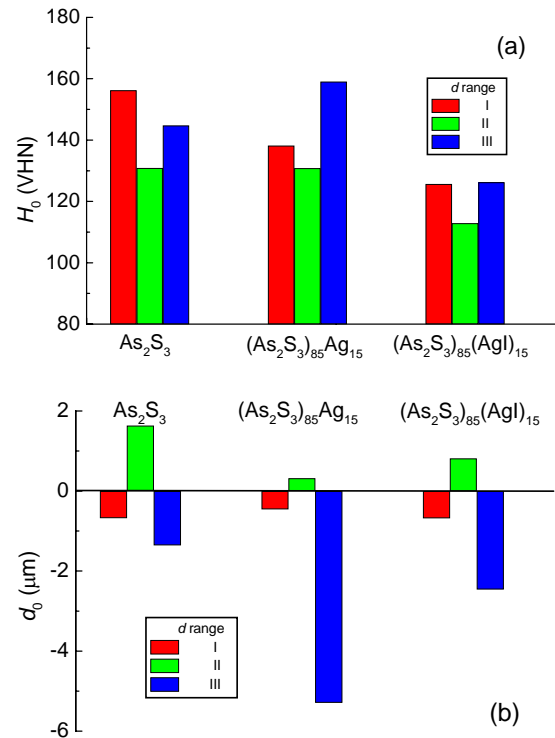 180
160
140
120
100
80
H₀ (VHN)
(a)
d range
I
II
III
As₂S₃ (As₂S₃)₈₅Ag₁₅ (As₂S₃)₈₅(AgI)₁₅
As₂S₃ (As₂S₃)₈₅Ag₁₅ (As₂S₃)₈₅(AgI)₁₅
2
0
-2
-4
-6
d₀ (μm)
d range
I
II
III
(b)